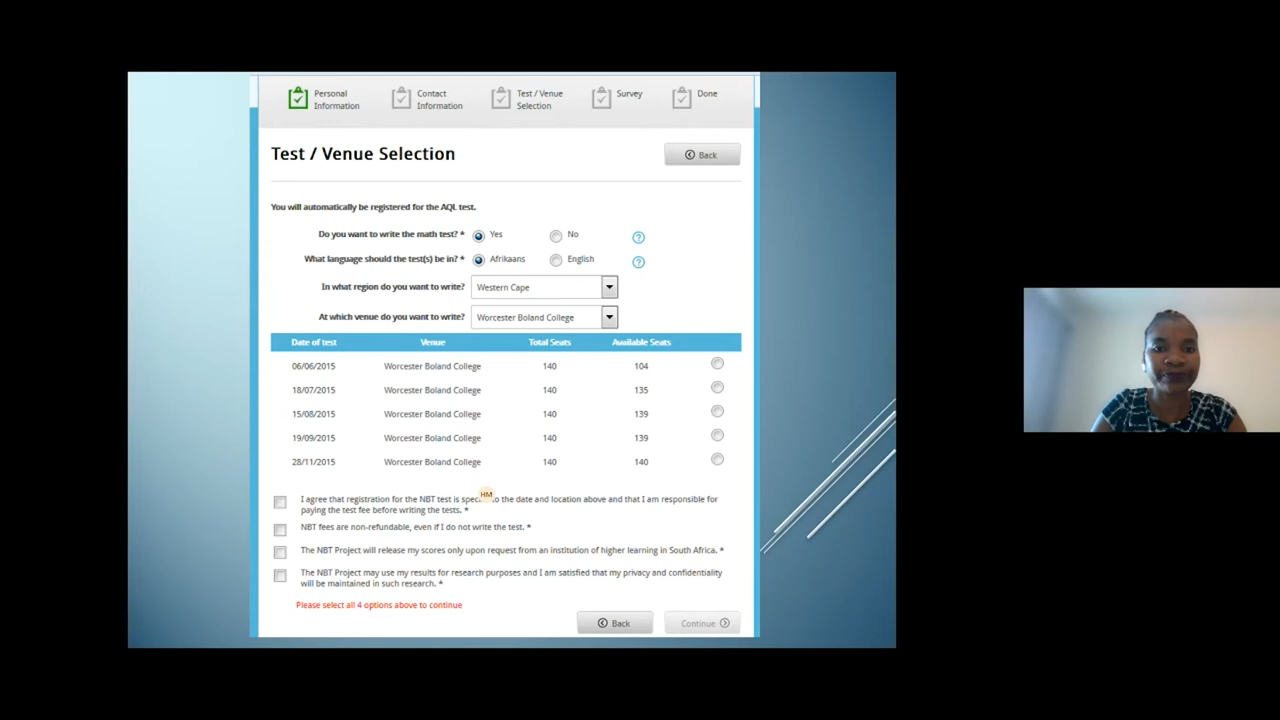 Personal
Information
Contact
Information
Test / Venue
Selection
Survey
Done
Test / Venue Selection
Back
You will automatically be registered for the AQL test.
Do you want to write the math test? * Yes No ?
What language should the test(s) be in? * Afrikaans English ?
In what region do you want to write? Western Cape
At which venue do you want to write? Worcester Boland College
Date of test Venue Total Seats Available Seats
06/06/2015 Worcester Boland College 140 104
18/07/2015 Worcester Boland College 140 135
15/08/2015 Worcester Boland College 140 139
19/09/2015 Worcester Boland College 140 139
28/11/2015 Worcester Boland College 140 140
HM
I agree that registration for the NBT test is spec to the date and location above and that I am responsible for
paying the test fee before writing the tests. *
NBT fees are non-refundable, even if I do not write the test. *
The NBT Project will release my scores only upon request from an institution of higher learning in South Africa. *
The NBT Project may use my results for research purposes and I am satisfied that my privacy and confidentiality
will be maintained in such research. *
Please select all 4 options above to continue
Back Continue